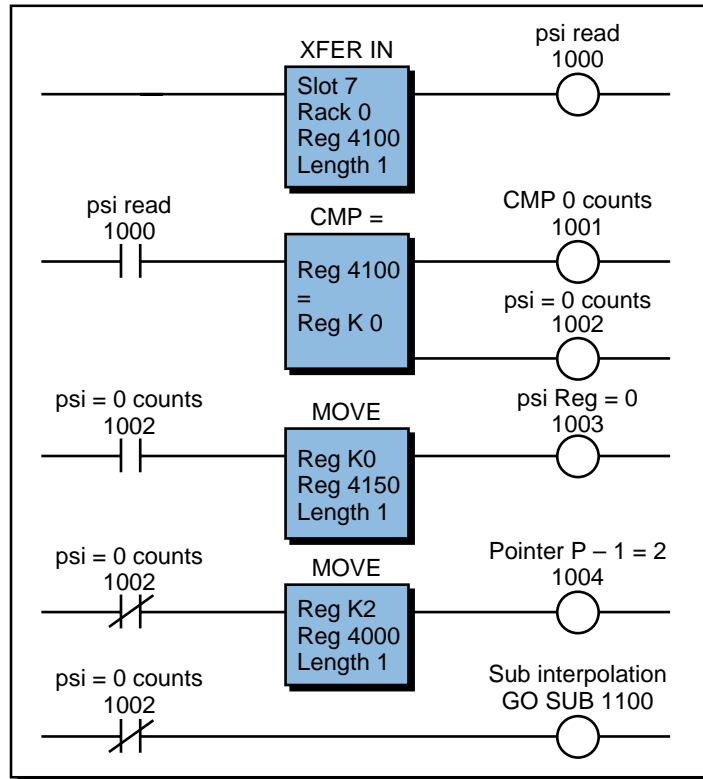 XFER IN
psi read
1000
Slot 7
Rack 0
Reg 4100
Length 1
psi read
1000
CMP =
CMP 0 counts
1001
Reg 4100
=
Reg K 0
psi = 0 counts
1002
psi = 0 counts
1002
MOVE
psi Reg = 0
1003
Reg K0
Reg 4150
Length 1
psi = 0 counts
1002
MOVE
Pointer P – 1 = 2
1004
Reg K2
Reg 4000
Length 1
psi = 0 counts
1002
Sub interpolation
GO SUB 1100